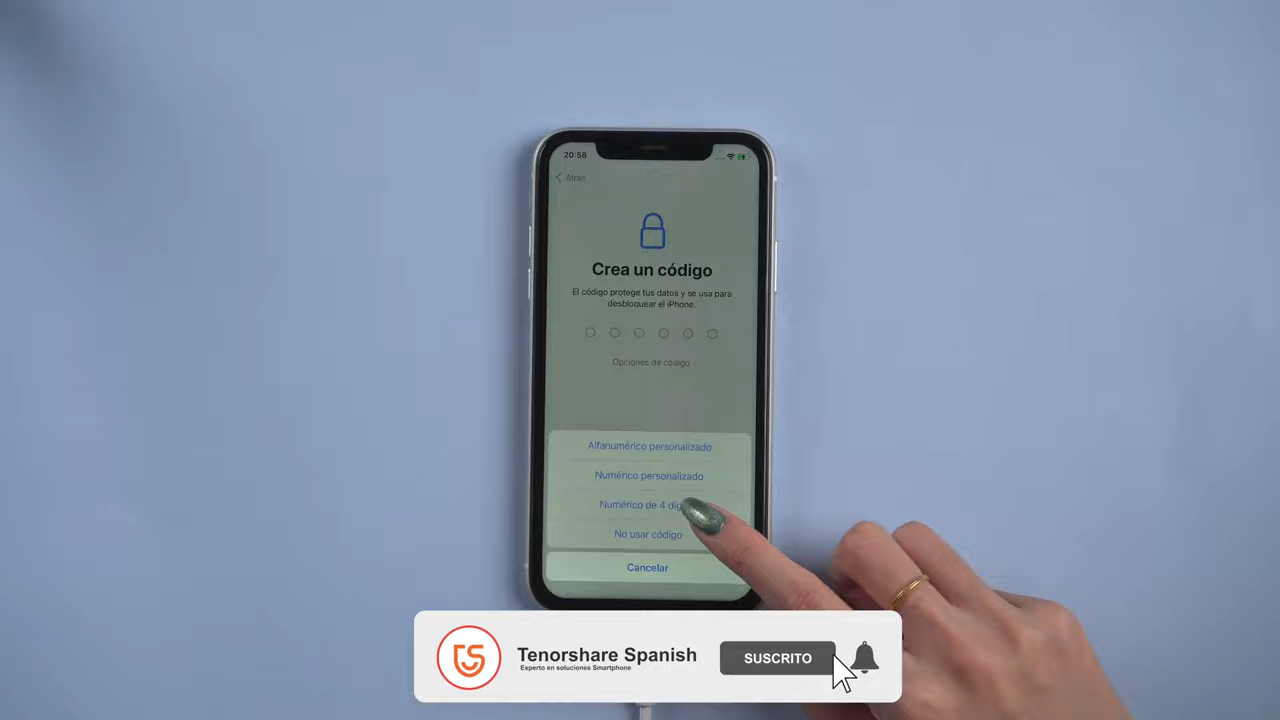 20:58
Atrás
Crea un código
El código protege tus datos y se usa para
desbloquear el iPhone.
Opciones de código
Alfanumérico personalizado
Numérico personalizado
Numérico de 4
No usar código
Cancelar
Tenorshare Spanish
Experto en soluciones Smartphone
SUSCRITO